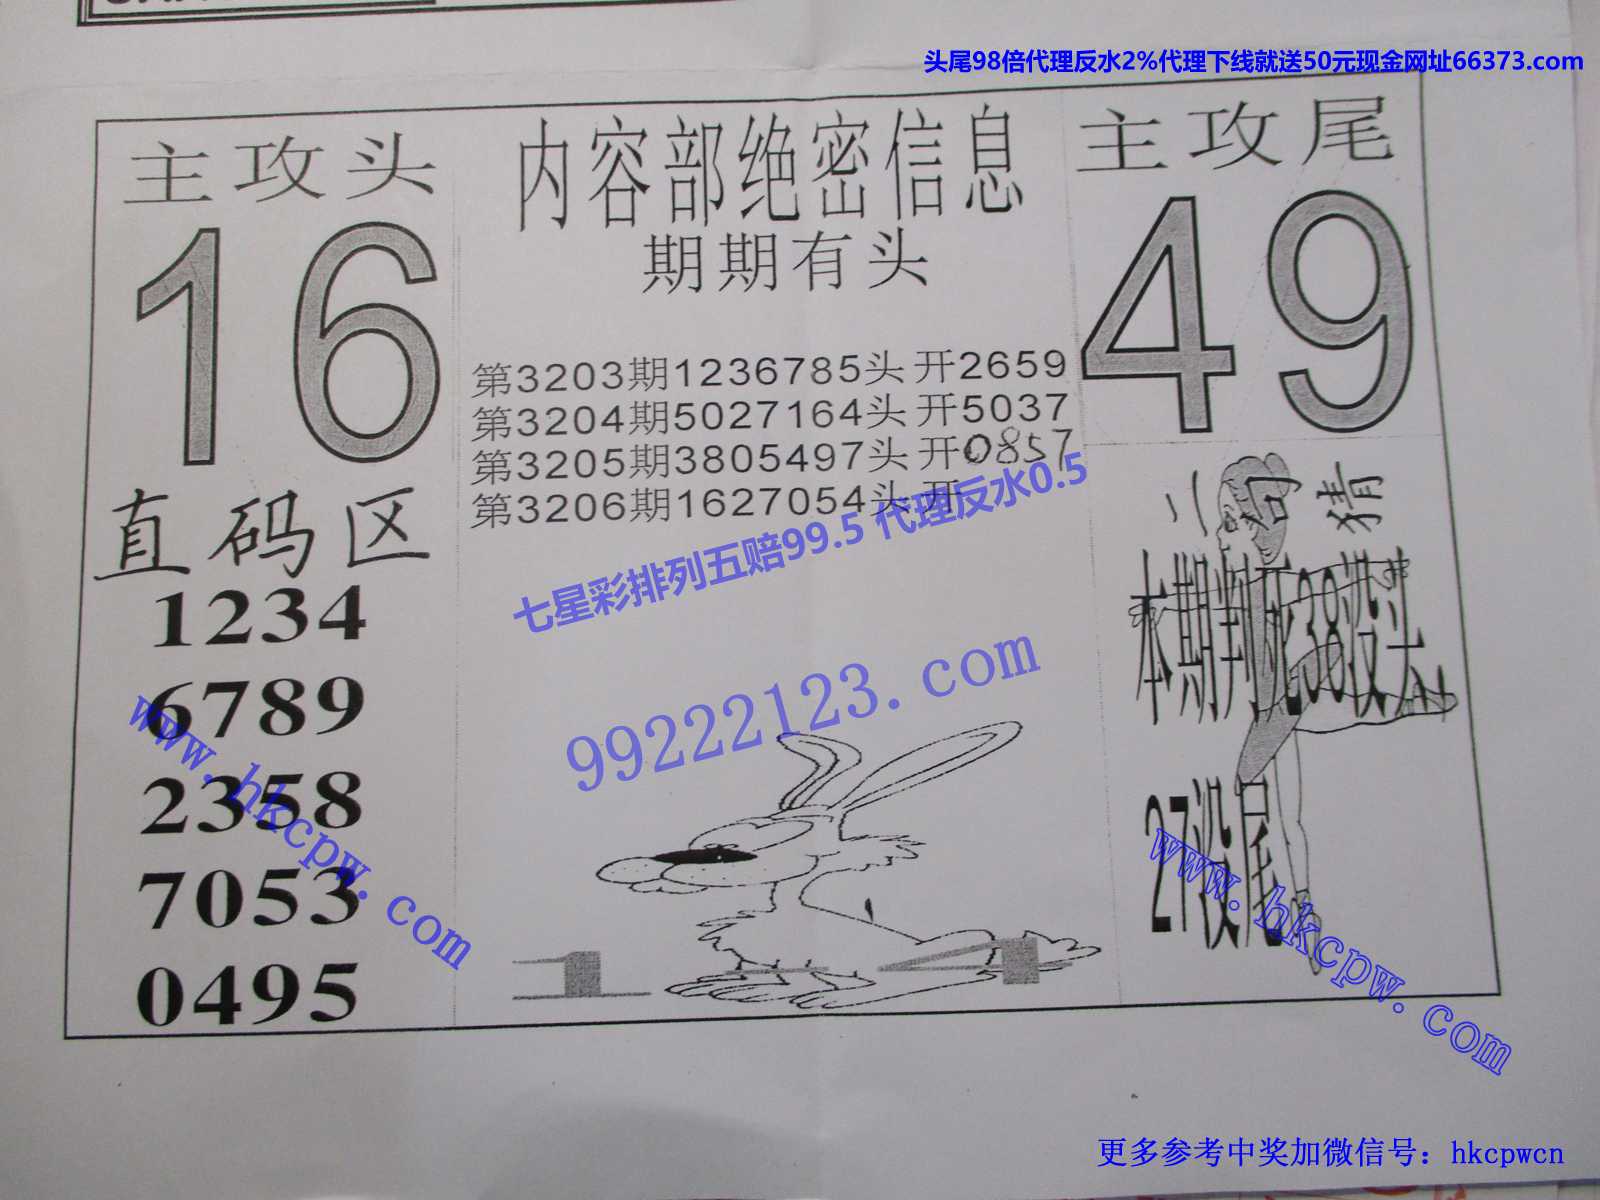 头尾98倍代理反水2%代理下线就送50元现金网址66373.com
主攻头
16
内容部绝密信息
期期有头
主攻尾
49
第3203期1236785头 开2659
第3204期5027164头 开5037
第3205期3805497头 开0857
第3206期1627054头 开
七星彩排列五赔99.5 代理反水0.5
99222123.com
直码区
1234
6789
2358
7053
0495
www.hkcpw.com
二句猜
本期判死38没头
27没尾
www.hkcpw.com
更多参考中奖加微信号：hkcpwcn